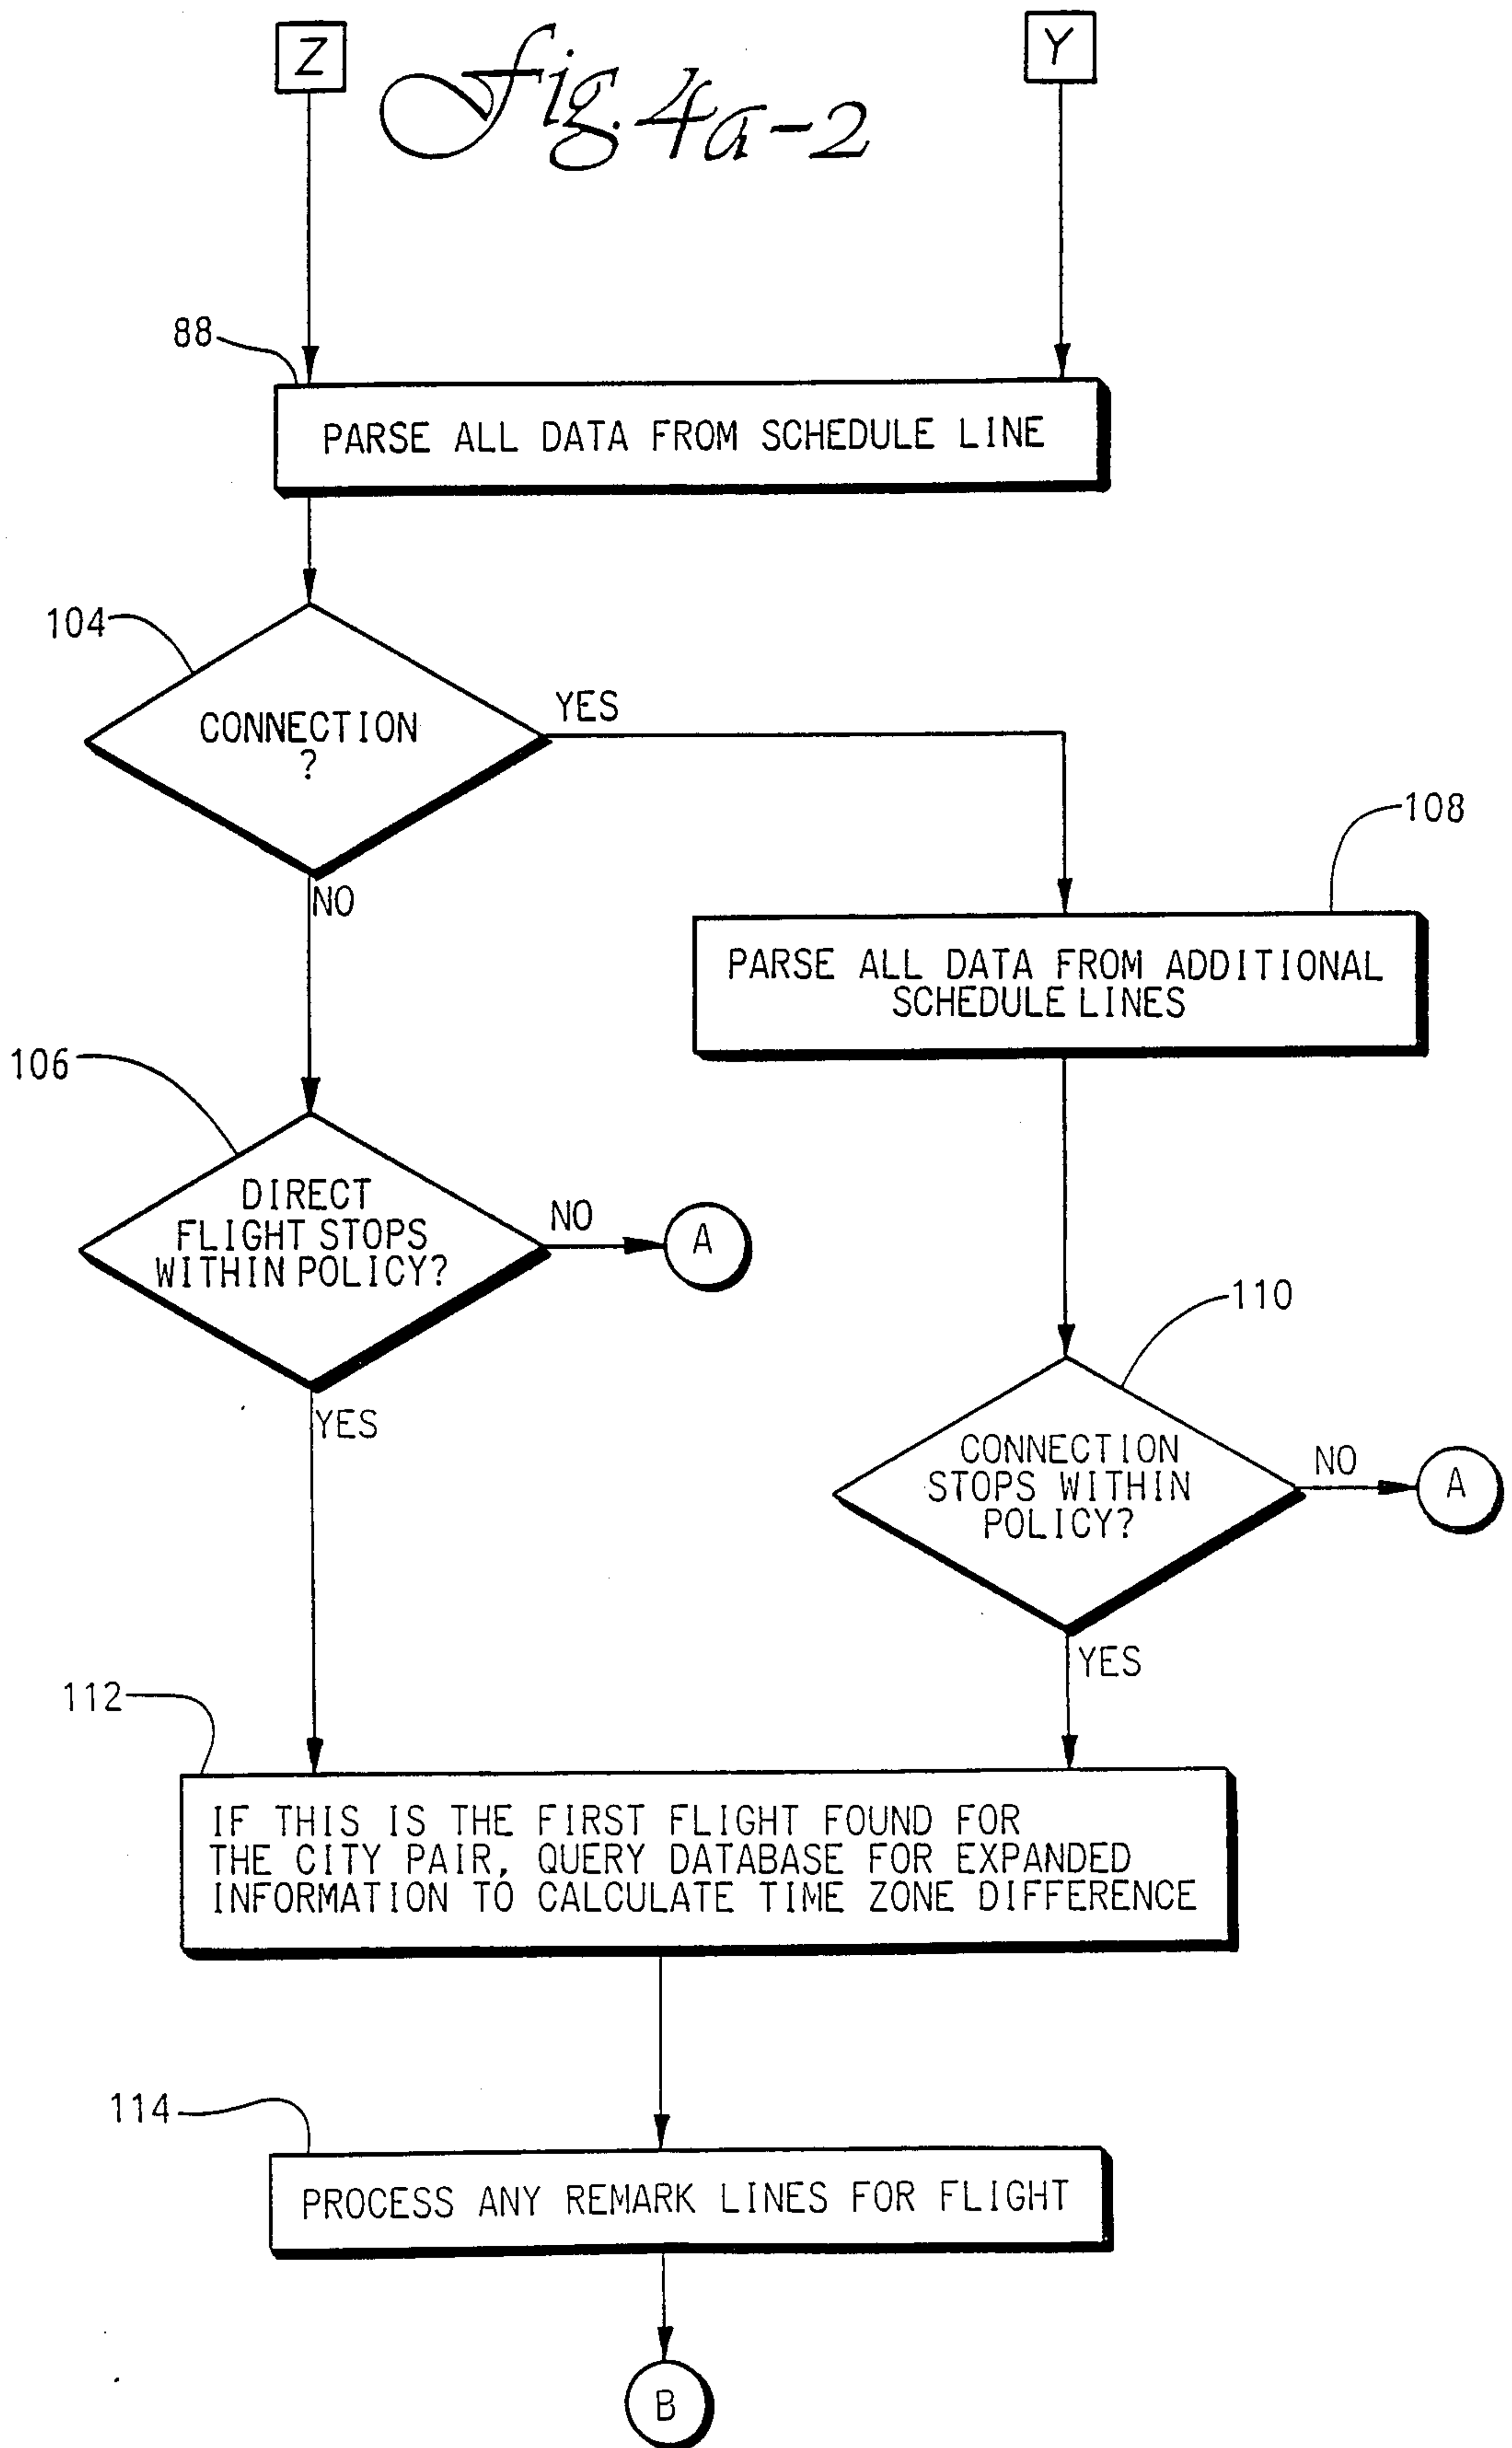 Z
Y
Fig. 4a-2
88
PARSE ALL DATA FROM SCHEDULE LINE
104
CONNECTION
?
YES
NO
108
PARSE ALL DATA FROM ADDITIONAL
SCHEDULE LINES
106
DIRECT
FLIGHT STOPS
WITHIN POLICY?
NO
A
YES
110
CONNECTION
STOPS WITHIN
POLICY?
NO
A
YES
112
IF THIS IS THE FIRST FLIGHT FOUND FOR
THE CITY PAIR, QUERY DATABASE FOR EXPANDED
INFORMATION TO CALCULATE TIME ZONE DIFFERENCE
114
PROCESS ANY REMARK LINES FOR FLIGHT
B